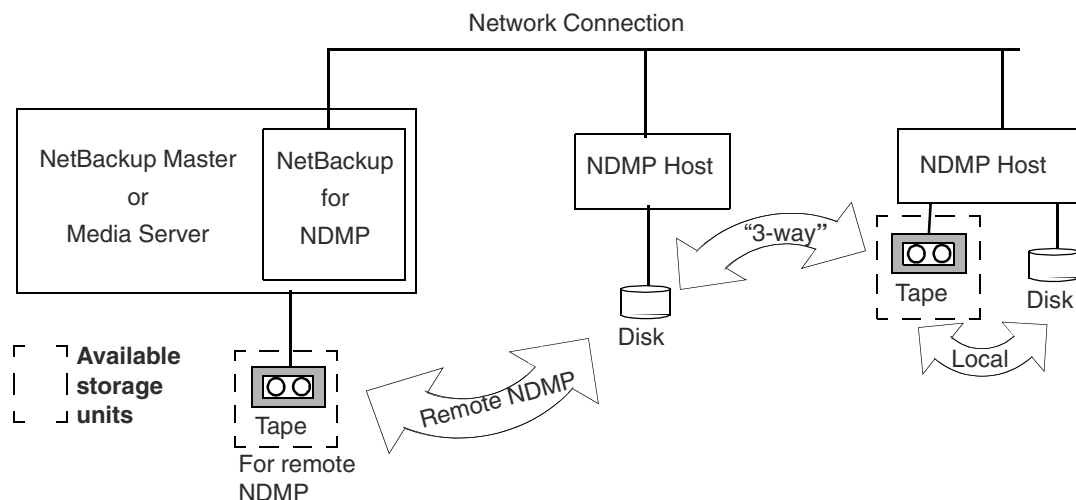 Network Connection
NetBackup Master
or
Media Server
NetBackup
for
NDMP
NDMP Host
NDMP Host
“3-way”
Tape
Disk
Disk
Local
Available
storage
units
Remote NDMP
Tape
For remote
NDMP